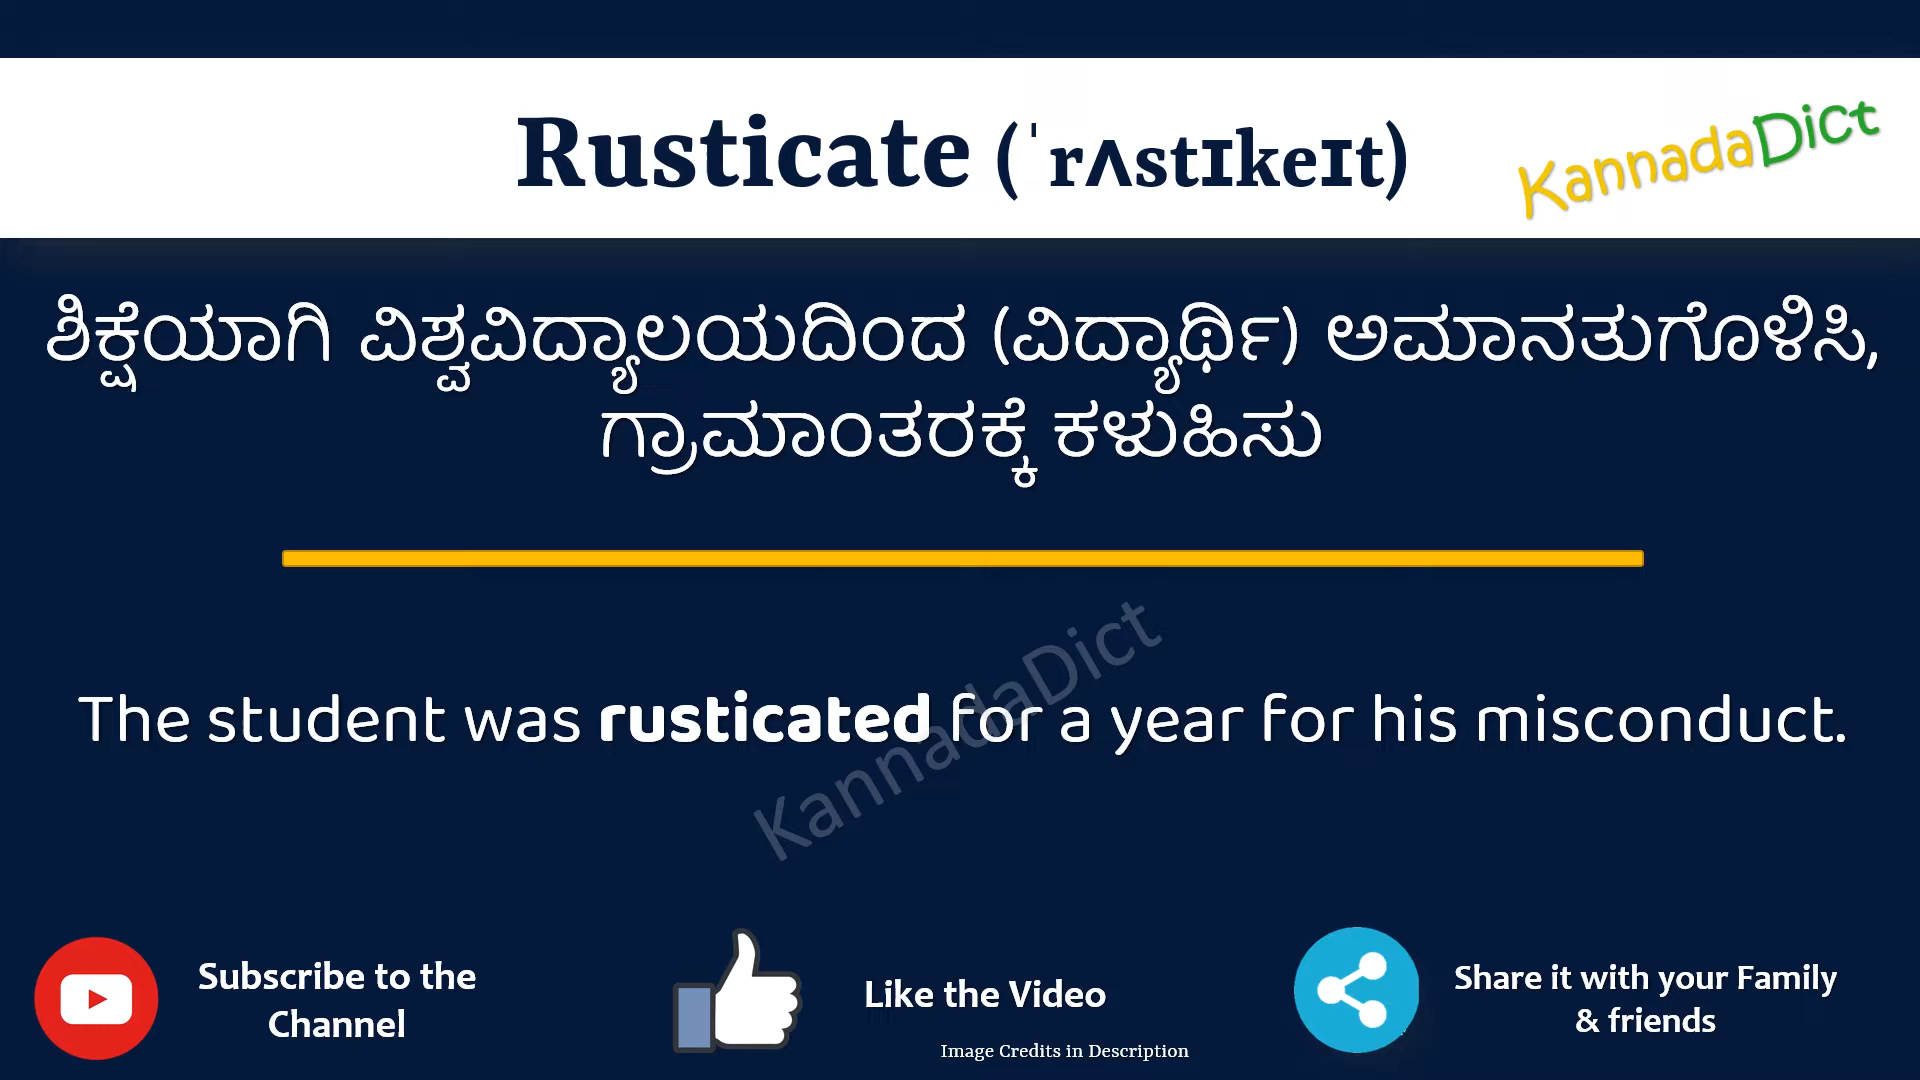 Rusticate (ˈrʌstɪkeɪt)
KannadaDict
ಶಿಕ್ಷೆಯಾಗಿ ವಿಶ್ವವಿದ್ಯಾಲಯದಿಂದ (ವಿದ್ಯಾರ್ಥಿ) ಅಮಾನತುಗೊಳಿಸಿ,
ಗ್ರಾಮಾಂತರಕ್ಕೆ ಕಳುಹಿಸು
The student was rusticated for a year for his misconduct.
KannadaDict
Subscribe to the
Channel
Like the Video
Share it with your Family
& friends
Image Credits in Description